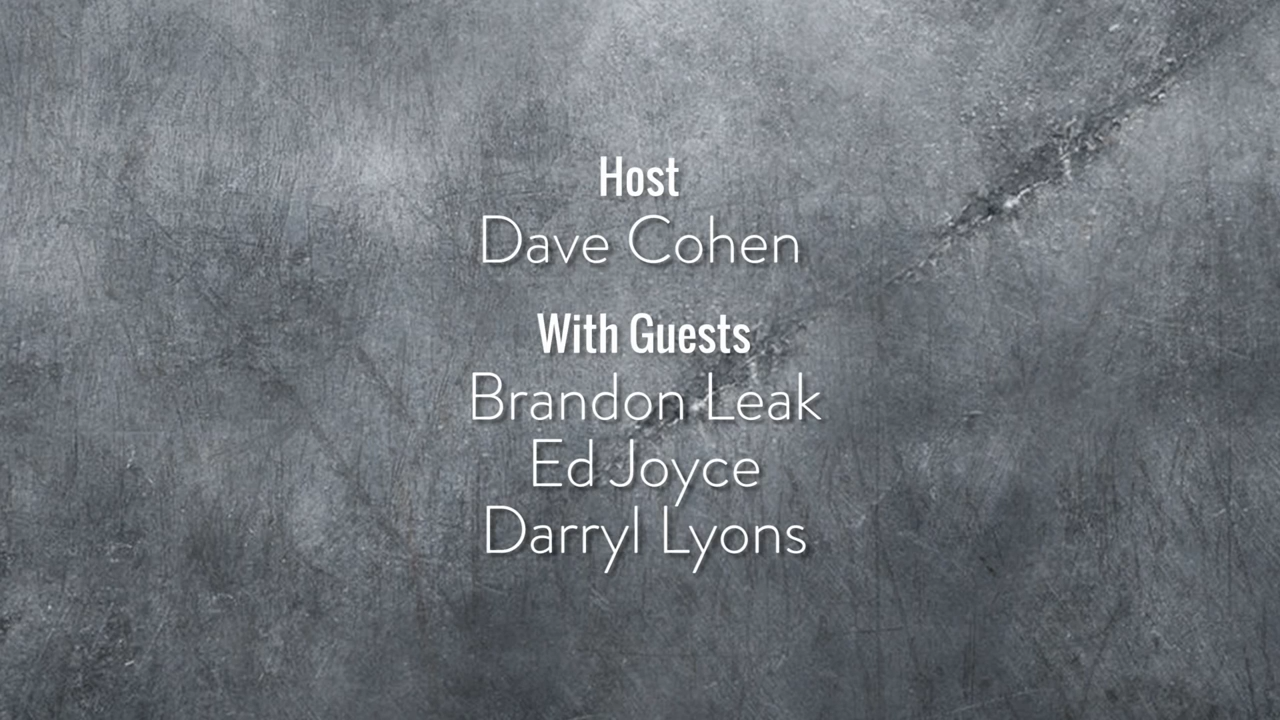 Host
Dave Cohen
With Guests
Brandon Leak
Ed Joyce
Darryl Lyons